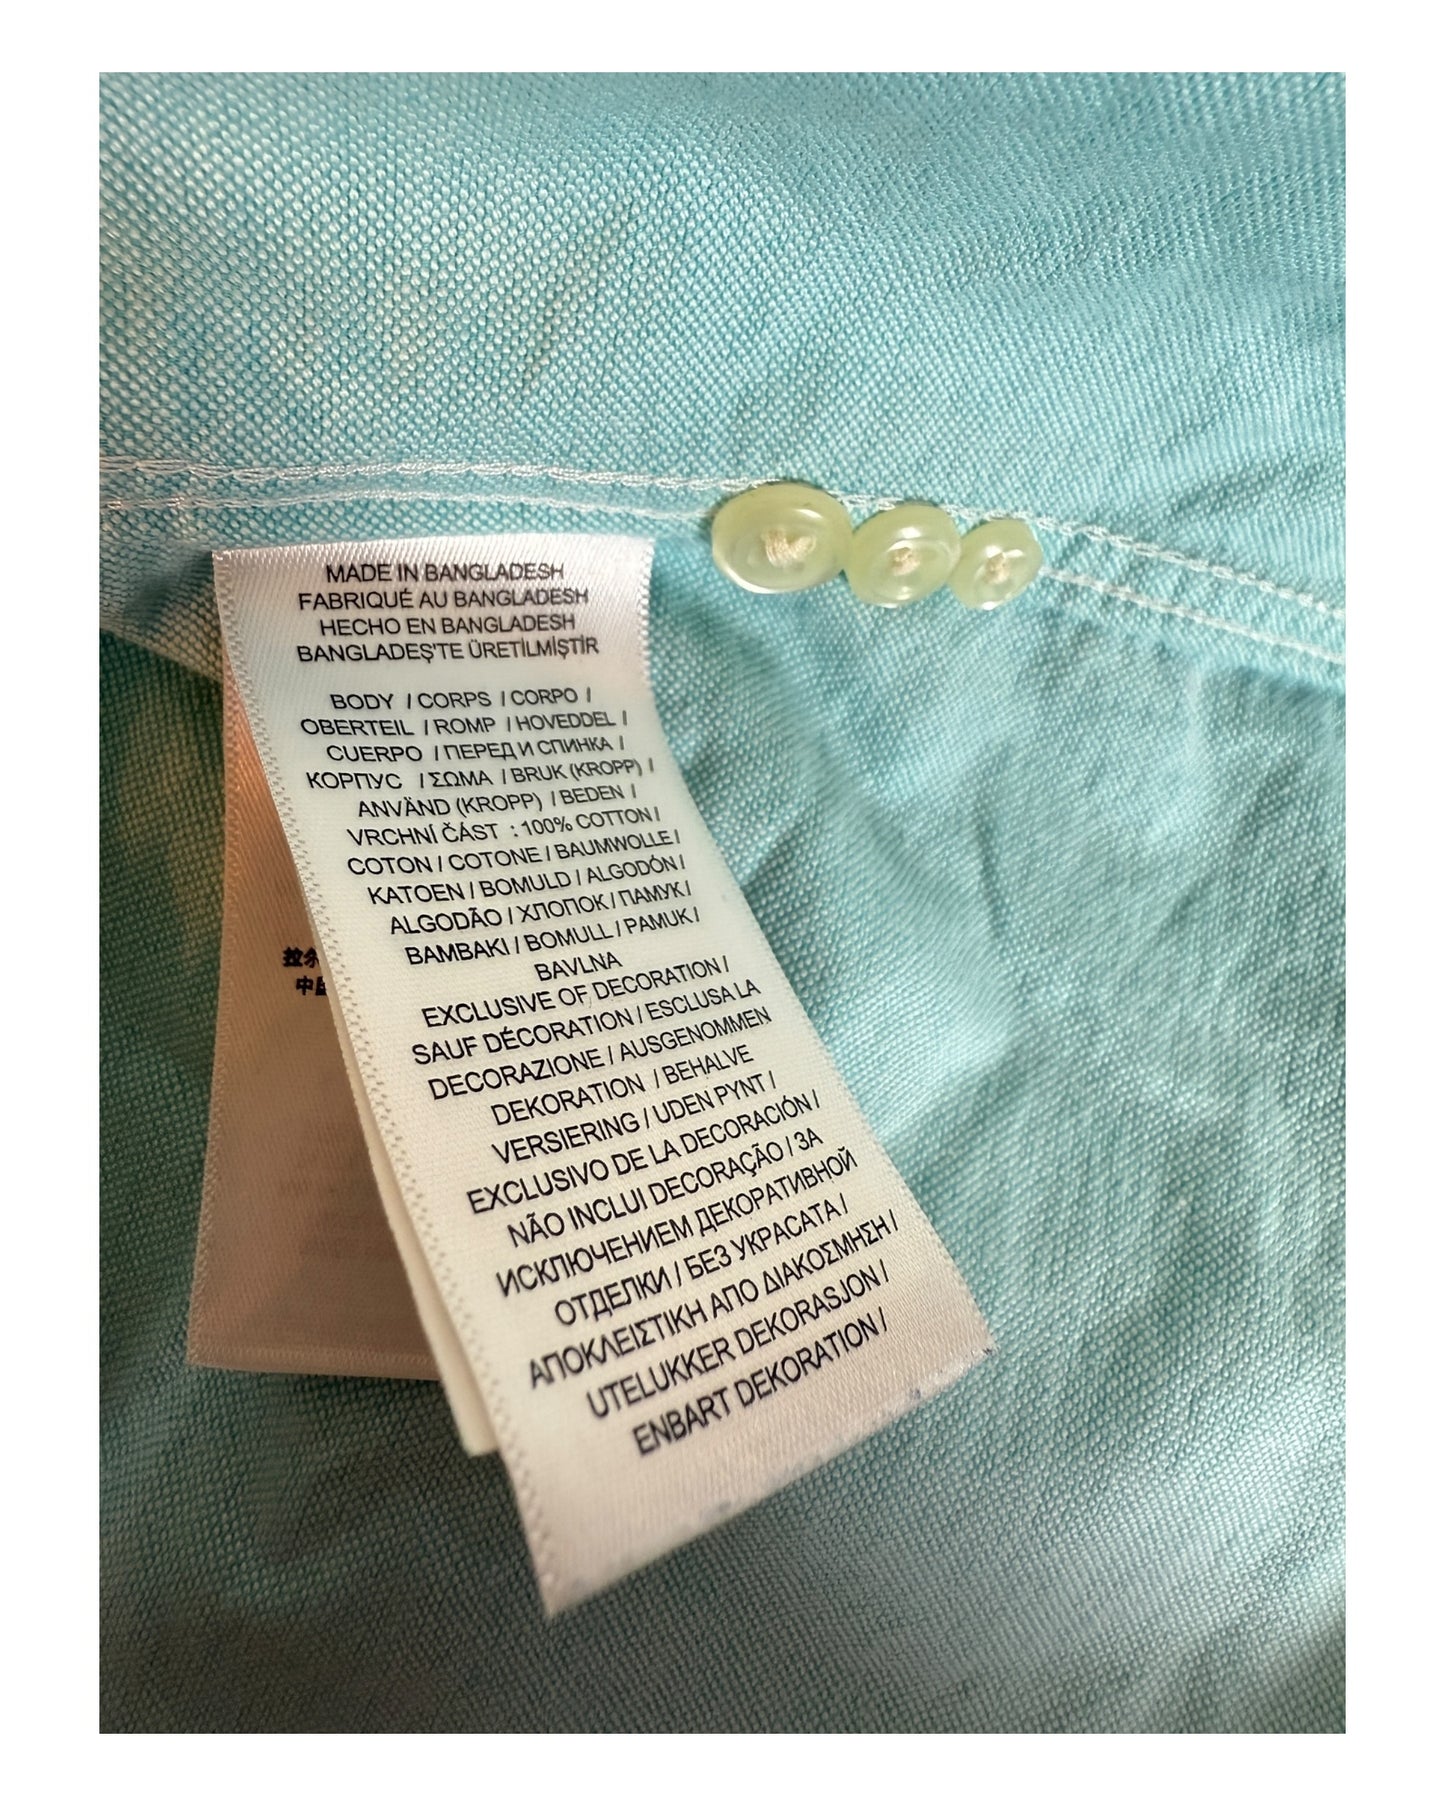 MADE IN BANGLADESH
FABRIQUÉ AU BANGLADESH
HECHO EN BANGLADESH
BANGLADEŞ'TE ÜRETİLMİŞTİR
BODY / CORPS / CORPO /
OBERTEIL / ROMP / HOVEDDEL /
CUERPO / ПЕРЕД И СПИНКА /
КОРПУС / ΣΩΜΑ / BRUK (KROPP) /
ANVÄND (KROPP) / BEDEN /
VRCHNÍ ČÁST : 100% COTTON /
COTON / COTONE / BAUMWOLLE /
KATOEN / BOMULD / ALGODÓN /
ALGODÃO / ХЛОПОК / ПАМУК /
BAMBAKI / BOMULL / PAMUK /
BAVLNA
EXCLUSIVE OF DECORATION /
SAUF DÉCORATION / ESCLUSA LA
DECORAZIONE / AUSGENOMMEN
DEKORATION / BEHALVE
VERSIERING / UDEN PYNT /
EXCLUSIVO DE LA DECORACIÓN /
NÃO INCLUI DECORAÇÃO / ЗА
ИСКЛЮЧЕНИЕМ ДЕКОРАТИВНОЙ
ОТДЕЛКИ / БЕЗ УКРАСАТА /
ΑΠΟΚΛΕΙΣΤΙΚΗ ΑΠΟ ΔΙΑΚΟΣΜΗΣΗ /
UTELUKKER DEKORASJON /
ENBART DEKORATION /